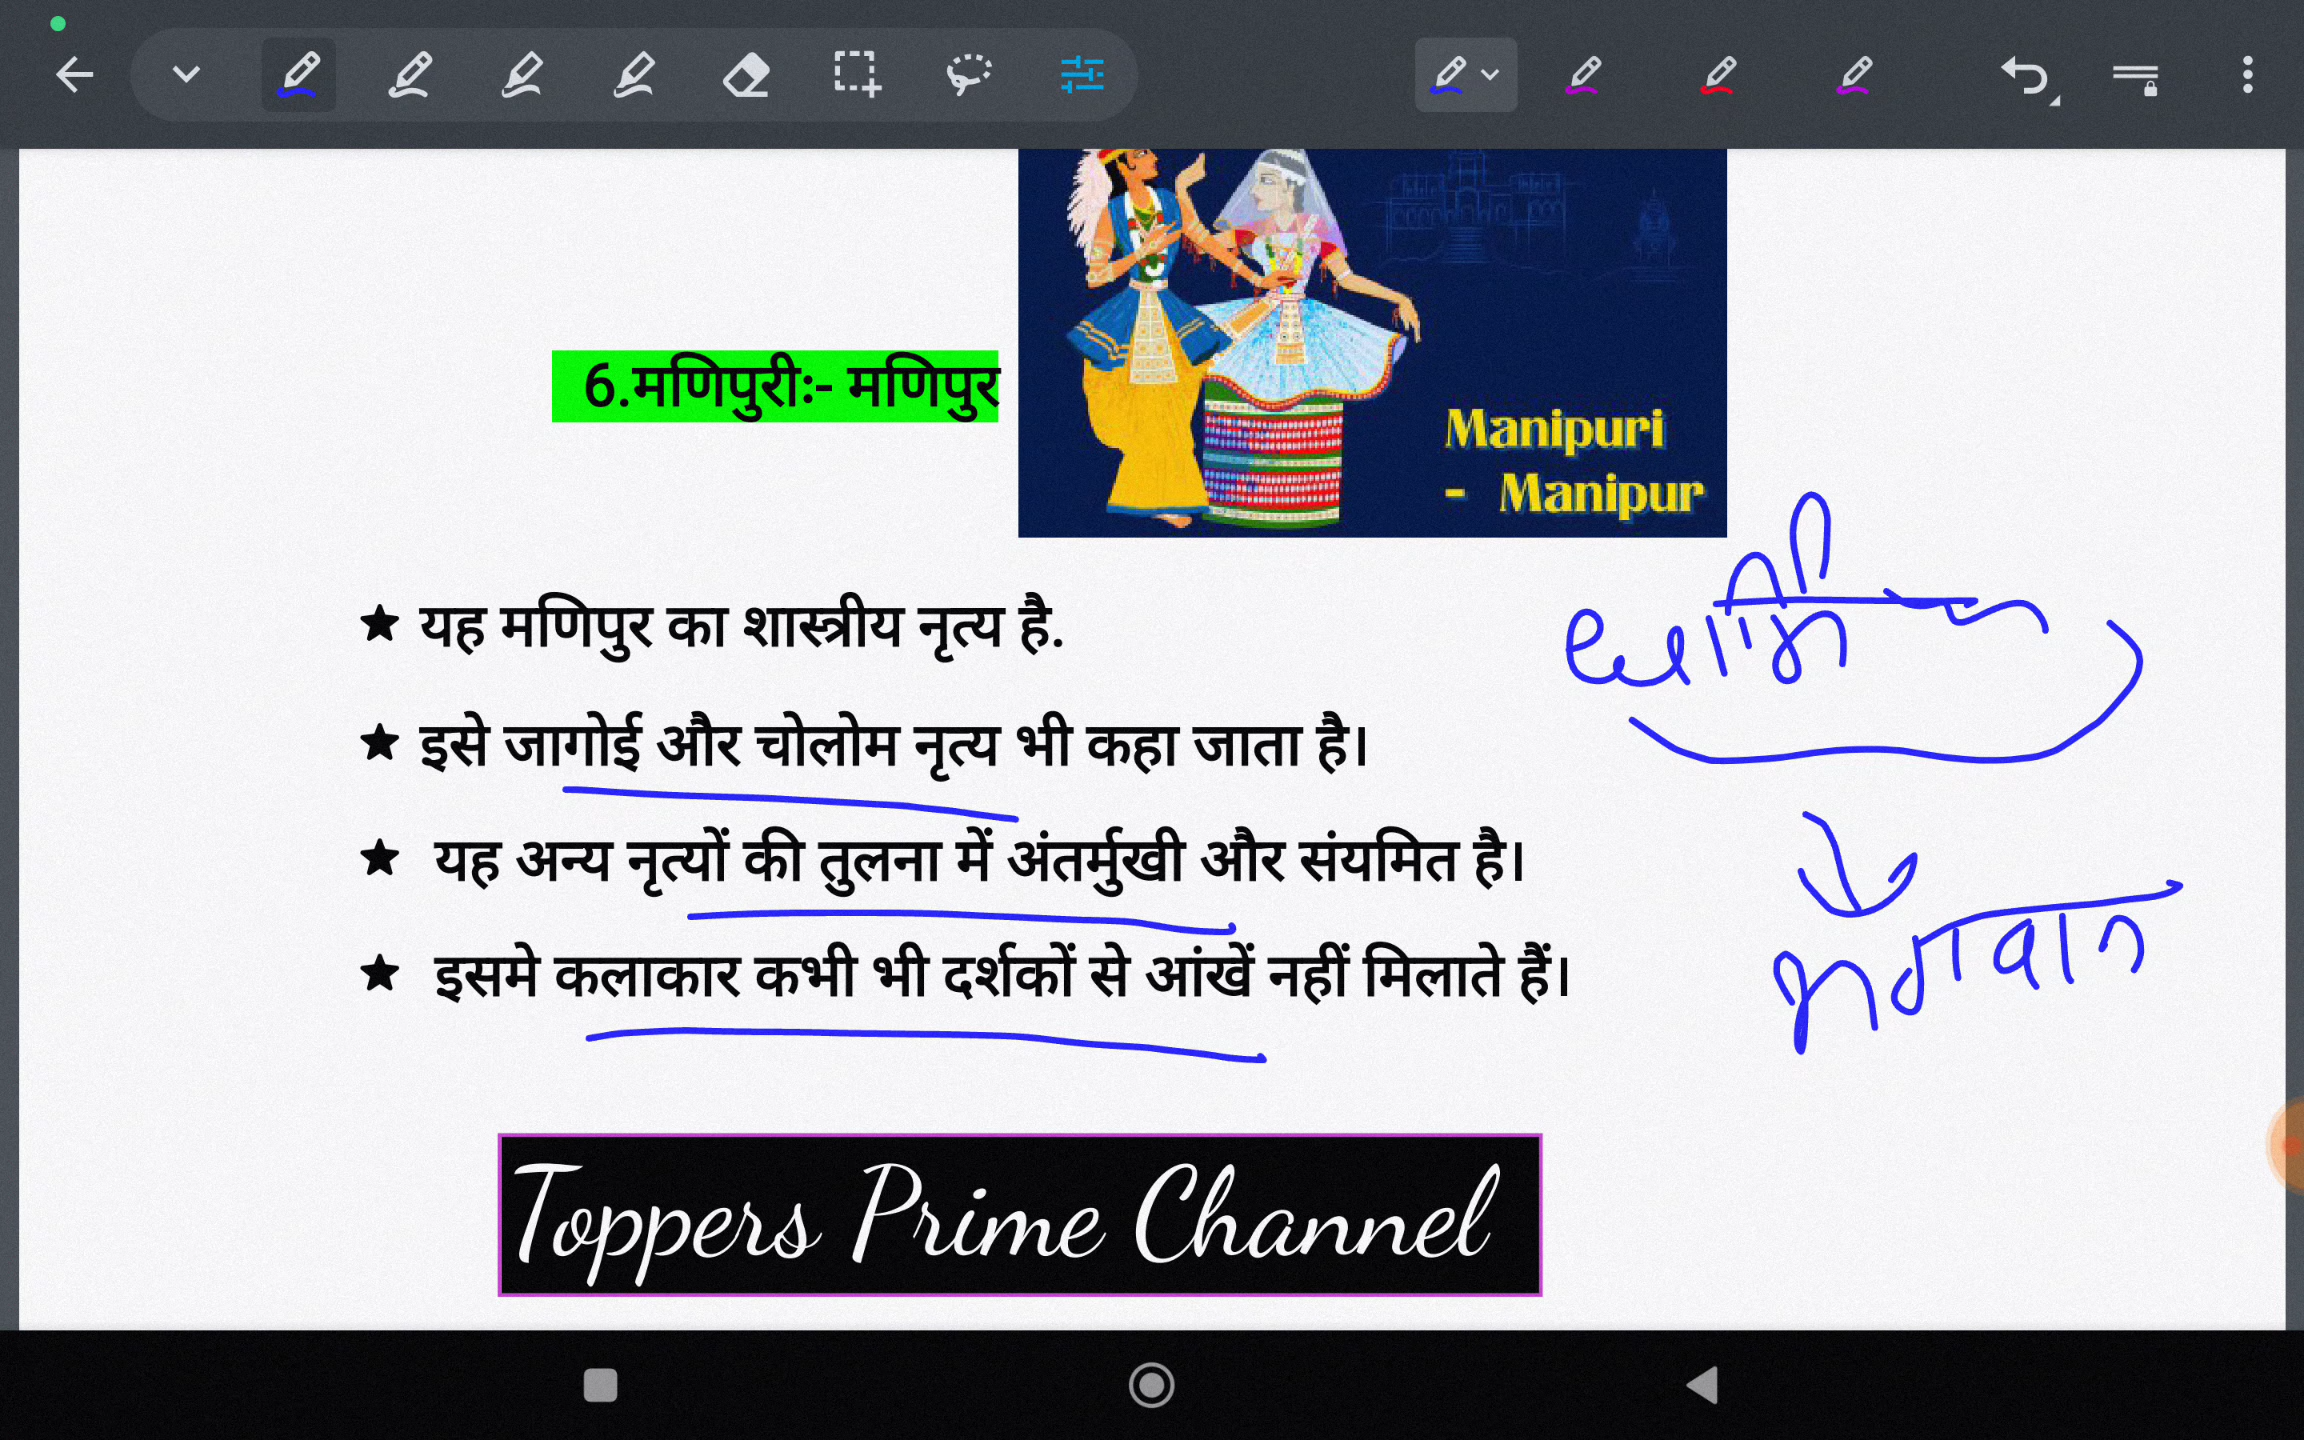 6.मणिपुरीः- मणिपुर
Manipuri
- Manipur
★ यह मणिपुर का शास्त्रीय नृत्य है.
★ इसे जागोई और चोलोम नृत्य भी कहा जाता है।
★ यह अन्य नृत्यों की तुलना में अंतर्मुखी और संयमित है।
★ इसमे कलाकार कभी भी दर्शकों से आंखें नहीं मिलाते हैं।
भगवान
Toppers Prime Channel